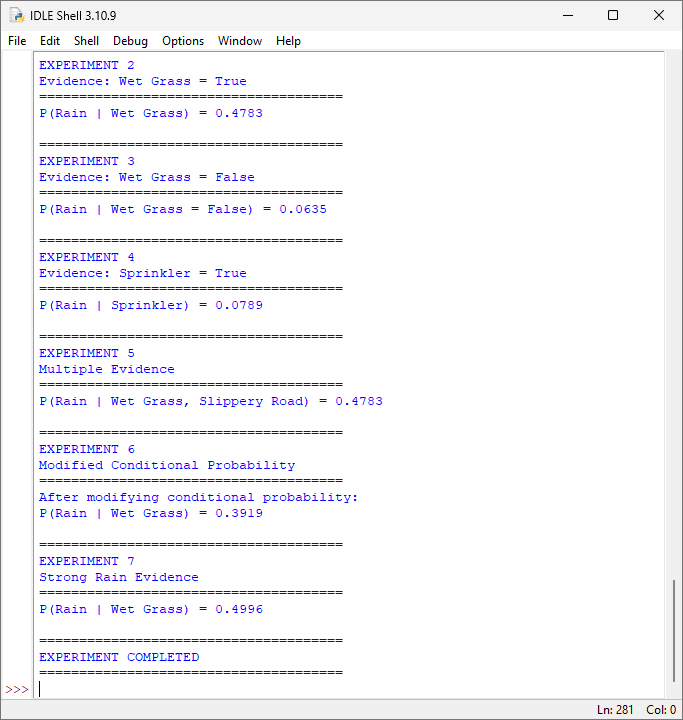 IDLE Shell 3.10.9
File Edit Shell Debug Options Window Help
EXPERIMENT 2
Evidence: Wet Grass = True
======================================
P(Rain | Wet Grass) = 0.4783
======================================
EXPERIMENT 3
Evidence: Wet Grass = False
======================================
P(Rain | Wet Grass = False) = 0.0635
======================================
EXPERIMENT 4
Evidence: Sprinkler = True
======================================
P(Rain | Sprinkler) = 0.0789
======================================
EXPERIMENT 5
Multiple Evidence
======================================
P(Rain | Wet Grass, Slippery Road) = 0.4783
======================================
EXPERIMENT 6
Modified Conditional Probability
======================================
After modifying conditional probability:
P(Rain | Wet Grass) = 0.3919
======================================
EXPERIMENT 7
Strong Rain Evidence
======================================
P(Rain | Wet Grass) = 0.4996
======================================
EXPERIMENT COMPLETED
======================================
>>>
Ln: 281 Col: 0